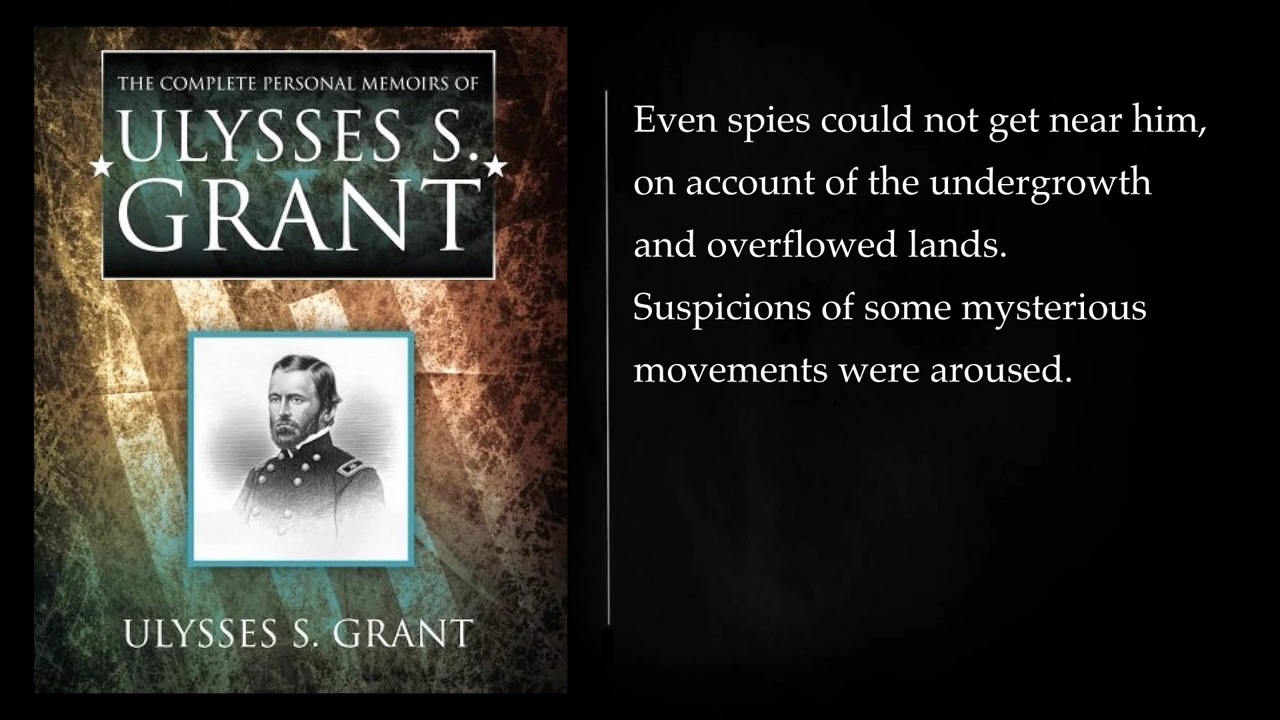 THE COMPLETE PERSONAL MEMOIRS OF
ULYSSES S.
GRANT
ULYSSES S. GRANT
Even spies could not get near him,
on account of the undergrowth
and overflowed lands.
Suspicions of some mysterious
movements were aroused.